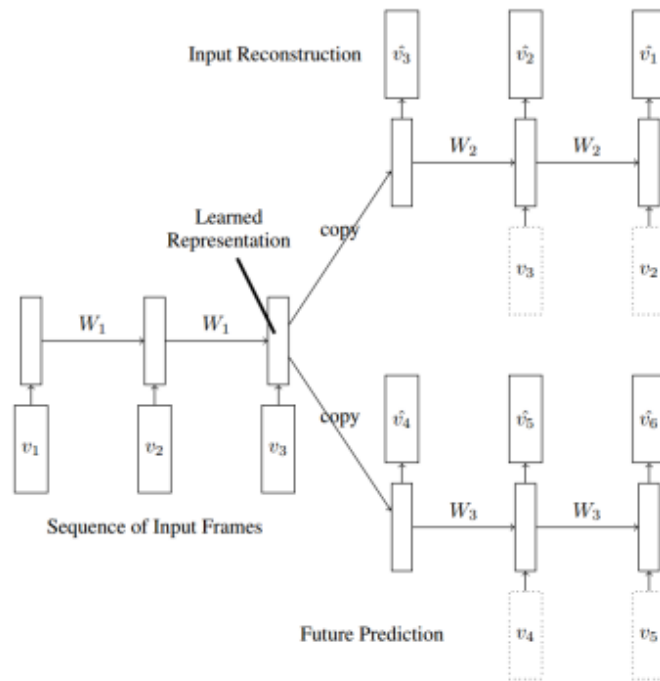 Input Reconstruction
v̂₃
v̂₂
v̂₁
W₂
W₂
Learned
Representation
copy
v₃
v₂
W₁
W₁
v₁
v₂
v₃
Sequence of Input Frames
copy
v̂₄
v̂₅
v̂₆
W₃
W₃
Future Prediction
v₄
v₅